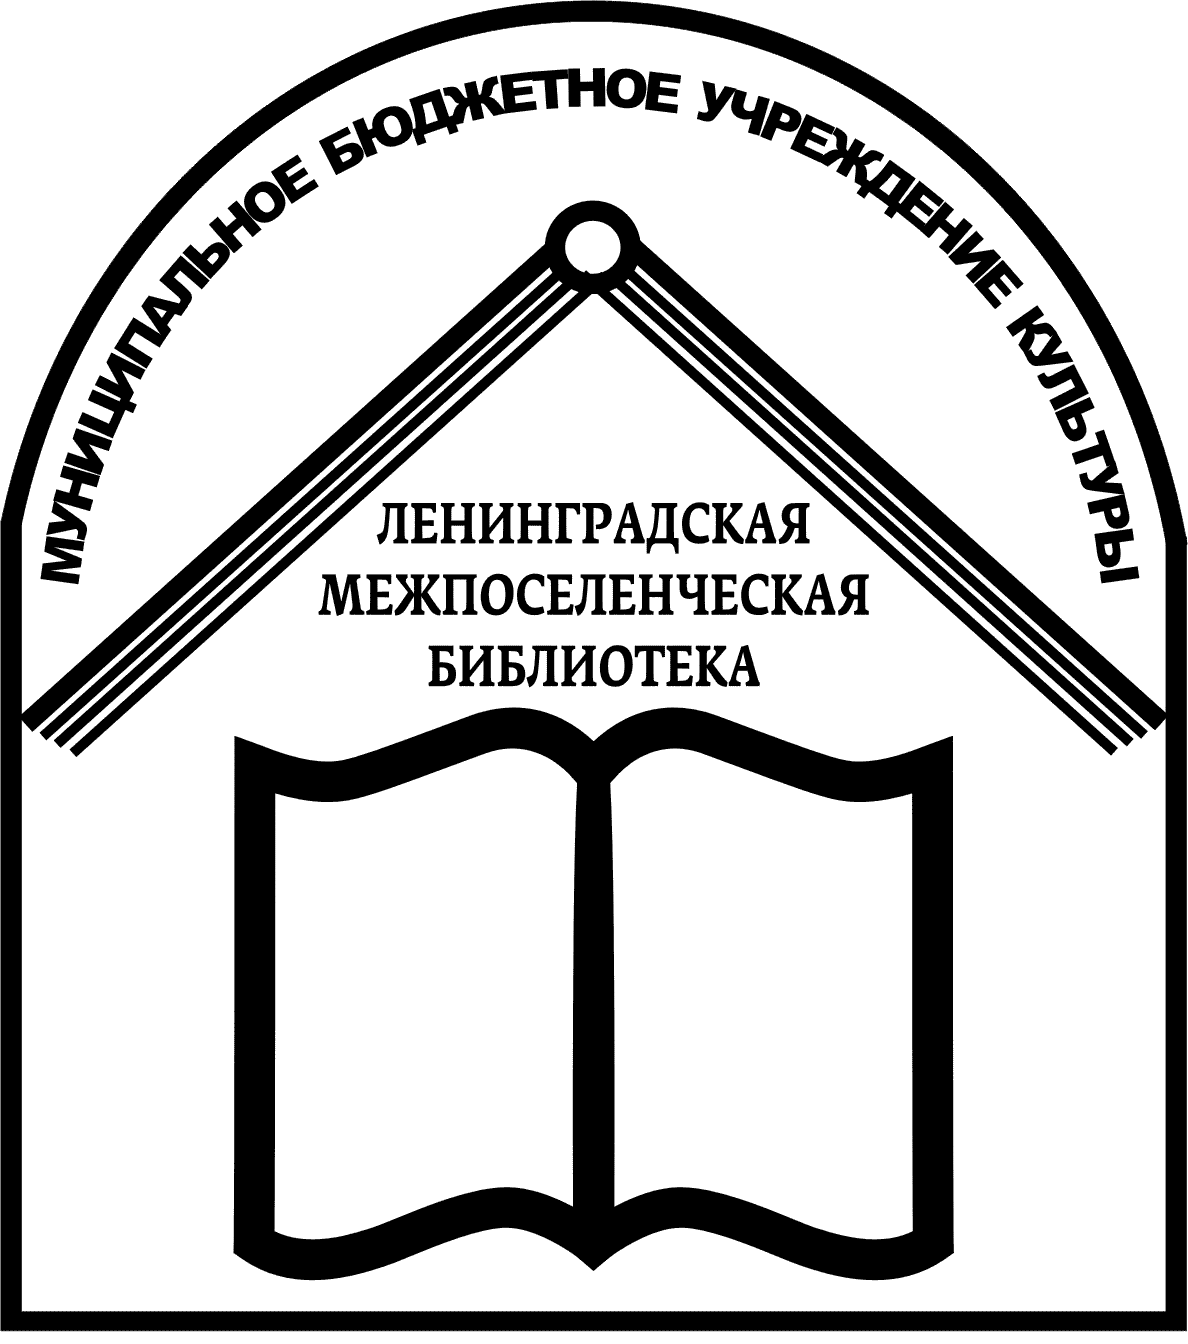 МУНИЦИПАЛЬНОЕ БЮДЖЕТНОЕ УЧРЕЖДЕНИЕ КУЛЬТУРЫ
ЛЕНИНГРАДСКАЯ
МЕЖПОСЕЛЕНЧЕСКАЯ
БИБЛИОТЕКА